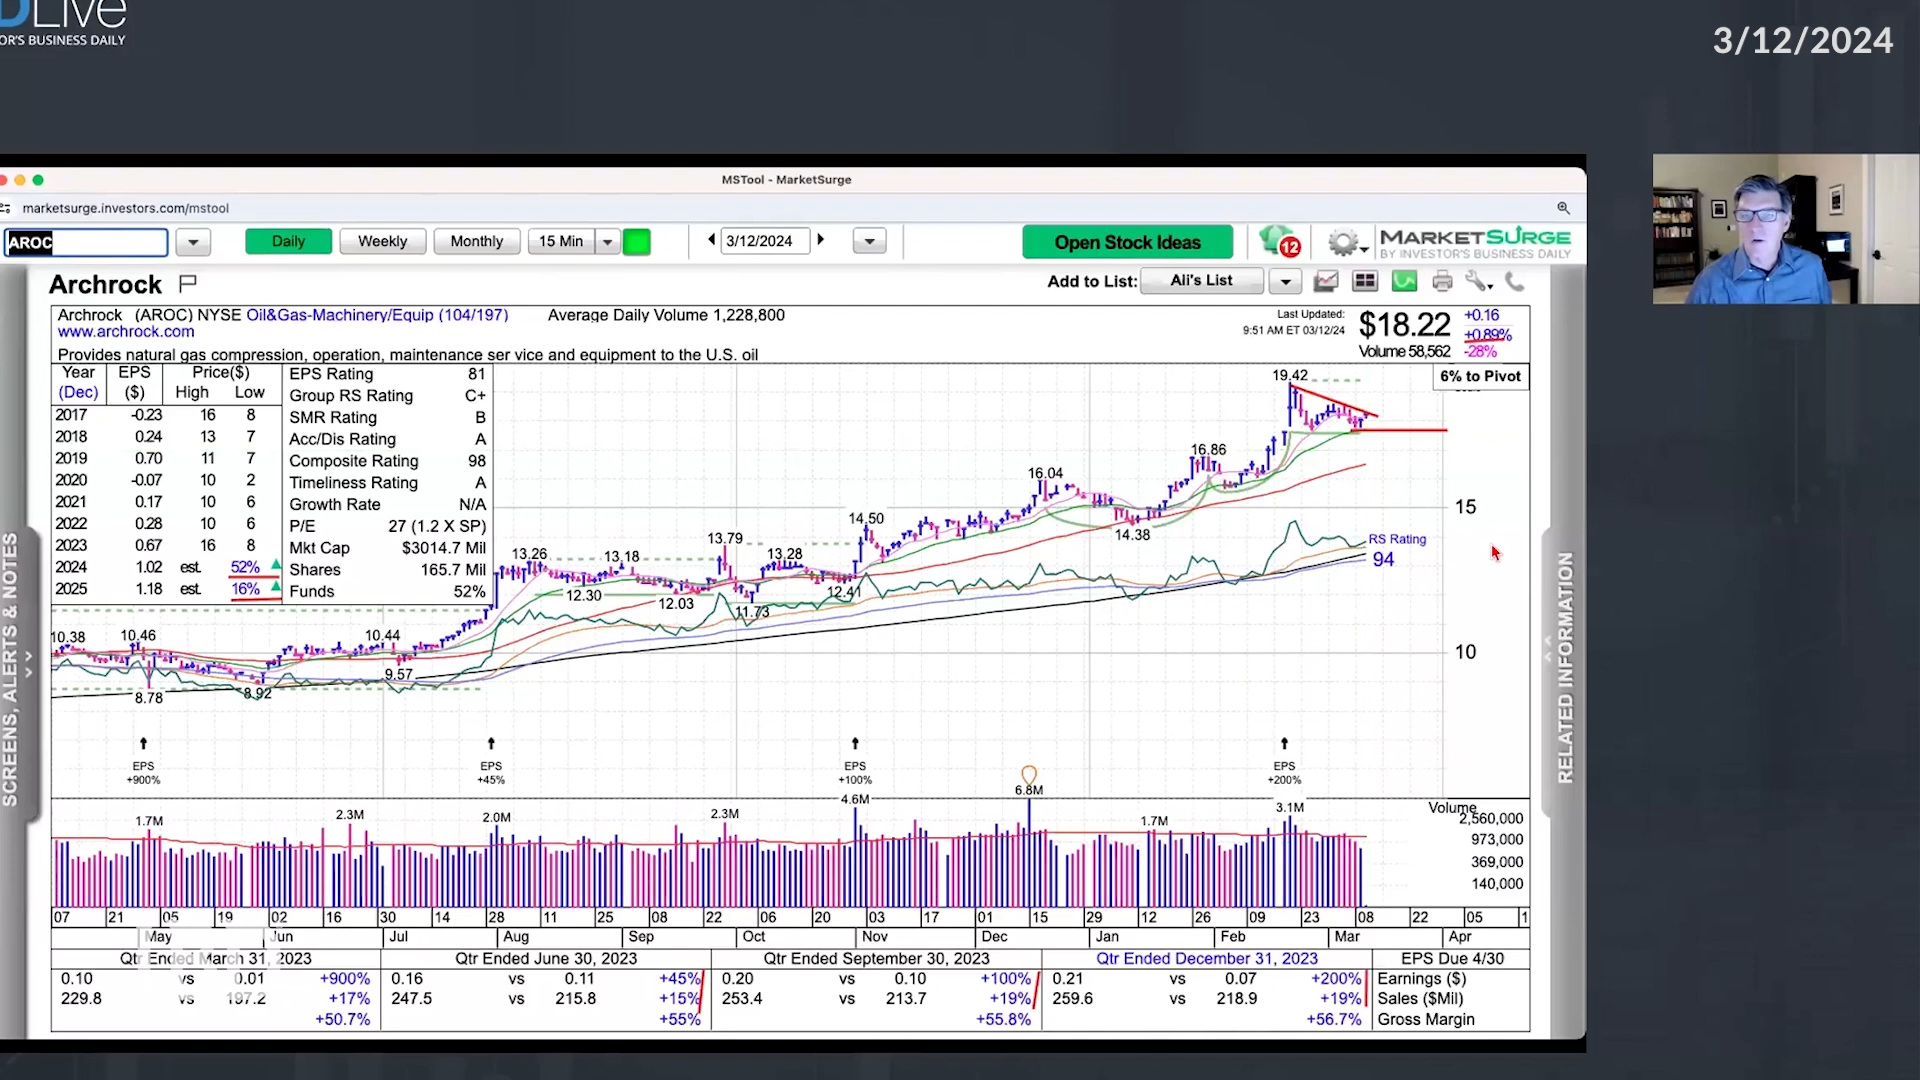 DLive
OR'S BUSINESS DAILY
3/12/2024
MSTool - MarketSurge
marketsurge.investors.com/mstool
AROC Daily Weekly Monthly 15 Min 3/12/2024 Open Stock Ideas 12 MARKETSURGE
BY INVESTOR'S BUSINESS DAILY
Archrock Add to List: Ali's List
Archrock (AROC) NYSE Oil&Gas-Machinery/Equip (104/197) Average Daily Volume 1,228,800
www.archrock.com
Provides natural gas compression, operation, maintenance ser vice and equipment to the U.S. oil
Last Updated:
9:51 AM ET 03/12/24
$18.22 +0.16
+0.89%
Volume 58,562 -28%
6% to Pivot
Year EPS Price($)
(Dec) ($) High Low
2017 -0.23 16 8
2018 0.24 13 7
2019 0.70 11 7
2020 -0.07 10 2
2021 0.17 10 6
2022 0.28 10 6
2023 0.67 16 8
2024 1.02 est. 52%
2025 1.18 est. 16%
EPS Rating 81
Group RS Rating C+
SMR Rating B
Acc/Dis Rating A
Composite Rating 98
Timeliness Rating A
Growth Rate N/A
P/E 27 (1.2 X SP)
Mkt Cap $3014.7 Mil
Shares 165.7 Mil
Funds 52%
19.42
16.86
16.04
15
14.50
14.38
13.79
13.26 13.18 13.28
RS Rating
94
12.30 12.03 11.73 12.41
10.38 10.46 10.44
10
9.57
8.78 8.92
EPS EPS EPS EPS
+900% +45% +100% +200%
1.7M 2.3M 2.0M 2.3M 4.6M 6.8M 1.7M 3.1M
Volume
2,560,000
973,000
369,000
140,000
07 21 05 19 02 16 30 14 28 11 25 08 22 06 20 03 17 01 15 29 12 26 09 23 08 22 05 1
May Jun Jul Aug Sep Oct Nov Dec Jan Feb Mar Apr
Qtr Ended March 31, 2023 Qtr Ended June 30, 2023 Qtr Ended September 30, 2023 Qtr Ended December 31, 2023 EPS Due 4/30
0.10 vs 0.01 +900% 0.16 vs 0.11 +45% 0.20 vs 0.10 +100% 0.21 vs 0.07 +200% Earnings ($)
229.8 vs 197.2 +17% 247.5 vs 215.8 +15% 253.4 vs 213.7 +19% 259.6 vs 218.9 +19% Sales ($Mil)
+50.7% +55% +55.8% +56.7% Gross Margin
SCREENS, ALERTS & NOTES
RELATED INFORMATION